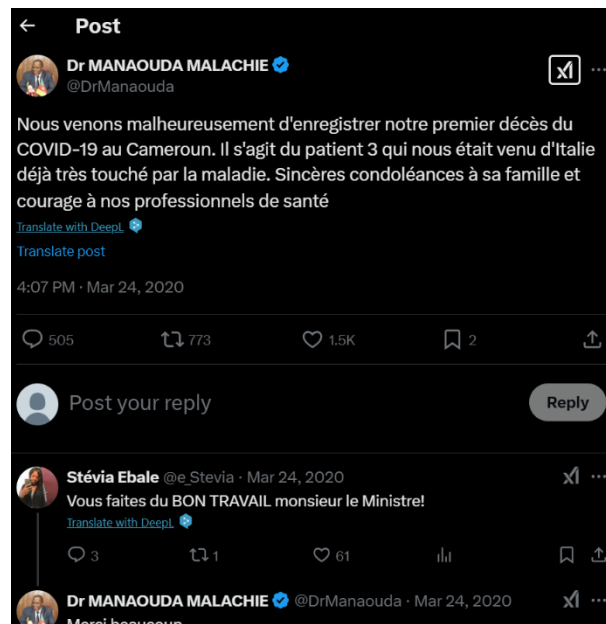 Post
Dr MANAOUDA MALACHIE
@DrManaouda
Nous venons malheureusement d'enregistrer notre premier décès du
COVID-19 au Cameroun. Il s'agit du patient 3 qui nous était venu d'Italie
déjà très touché par la maladie. Sincères condoléances à sa famille et
courage à nos professionnels de santé
Translate with DeepL
Translate post
4:07 PM · Mar 24, 2020
505 773 1.5K 2
Post your reply
Reply
Stévia Ebale @e_Stevia · Mar 24, 2020
Vous faites du BON TRAVAIL monsieur le Ministre!
Translate with DeepL
3 1 61
Dr MANAOUDA MALACHIE @DrManaouda · Mar 24, 2020
Merci beaucoup